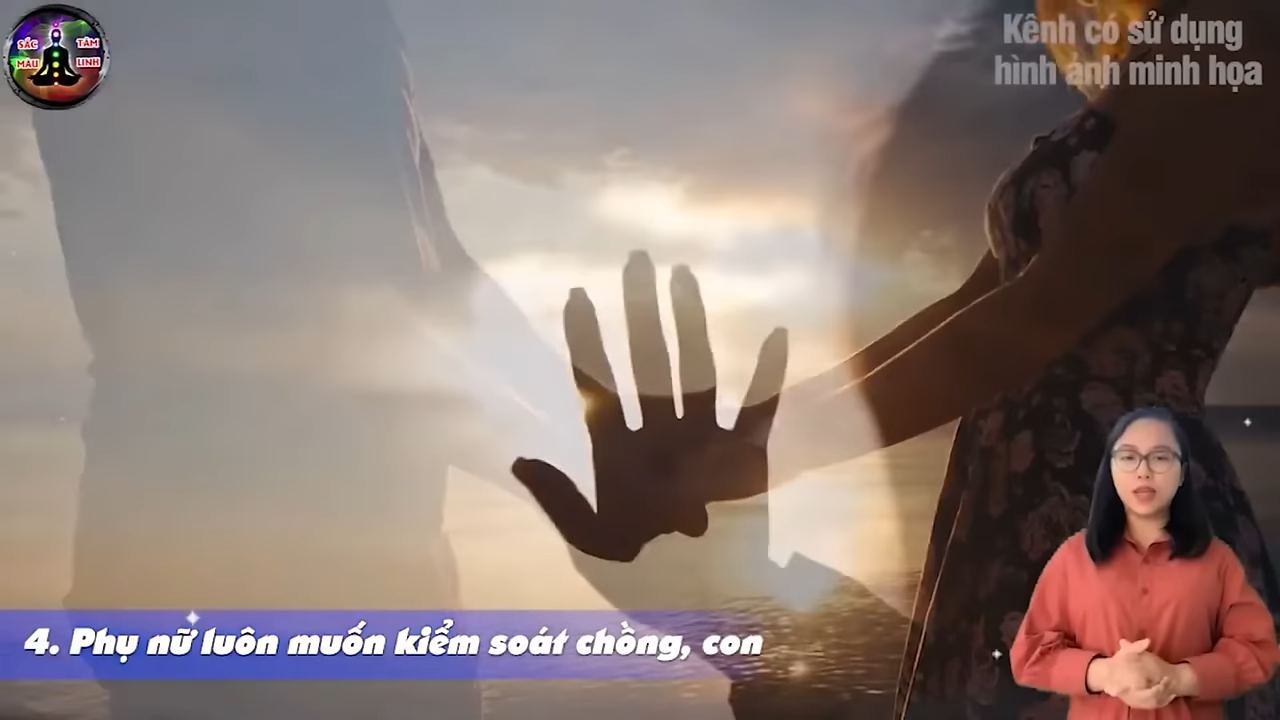 SẮC
MÀU
TÂM
LINH
Kênh có sử dụng
hình ảnh minh họa
4. Phụ nữ luôn muốn kiểm soát chồng, con